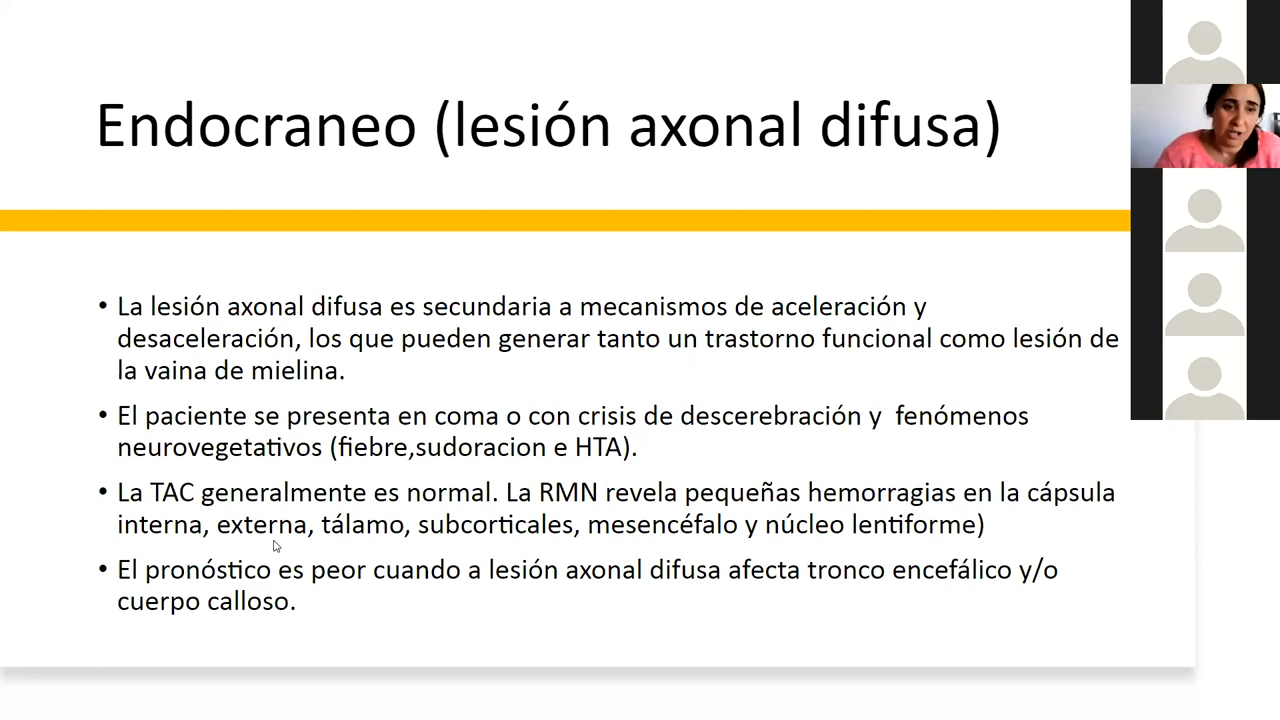 Endocraneo (lesión axonal difusa)
• La lesión axonal difusa es secundaria a mecanismos de aceleración y
desaceleración, los que pueden generar tanto un trastorno funcional como lesión de
la vaina de mielina.
• El paciente se presenta en coma o con crisis de descerebración y fenómenos
neurovegetativos (fiebre,sudoracion e HTA).
• La TAC generalmente es normal. La RMN revela pequeñas hemorragias en la cápsula
interna, externa, tálamo, subcorticales, mesencéfalo y núcleo lentiforme)
• El pronóstico es peor cuando a lesión axonal difusa afecta tronco encefálico y/o
cuerpo calloso.